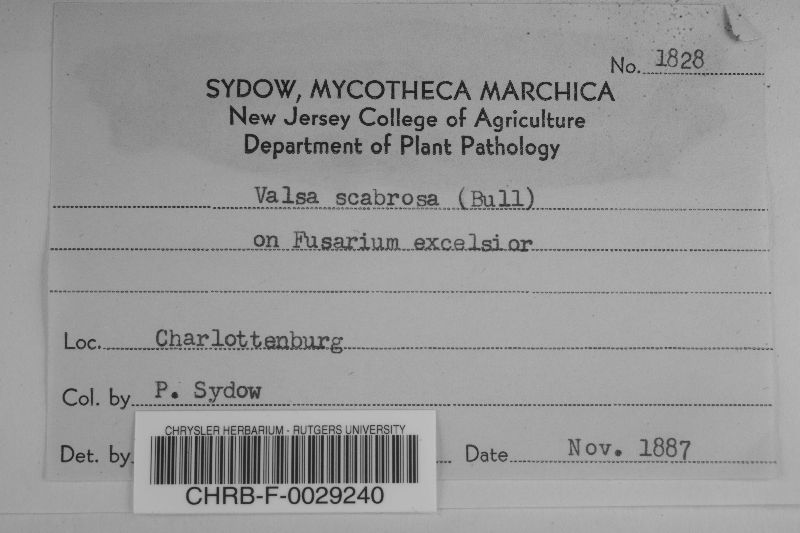 No. 1828
SYDOW, MYCOTHECA MARCHICA
New Jersey College of Agriculture
Department of Plant Pathology
Valsa scabrosa (Bull)
on Fusarium excelsior
Loc. Charlottenburg
Col. by P. Sydow
Det. by Date Nov. 1887
CHRYSLER HERBARIUM - RUTGERS UNIVERSITY
CHRB-F-0029240